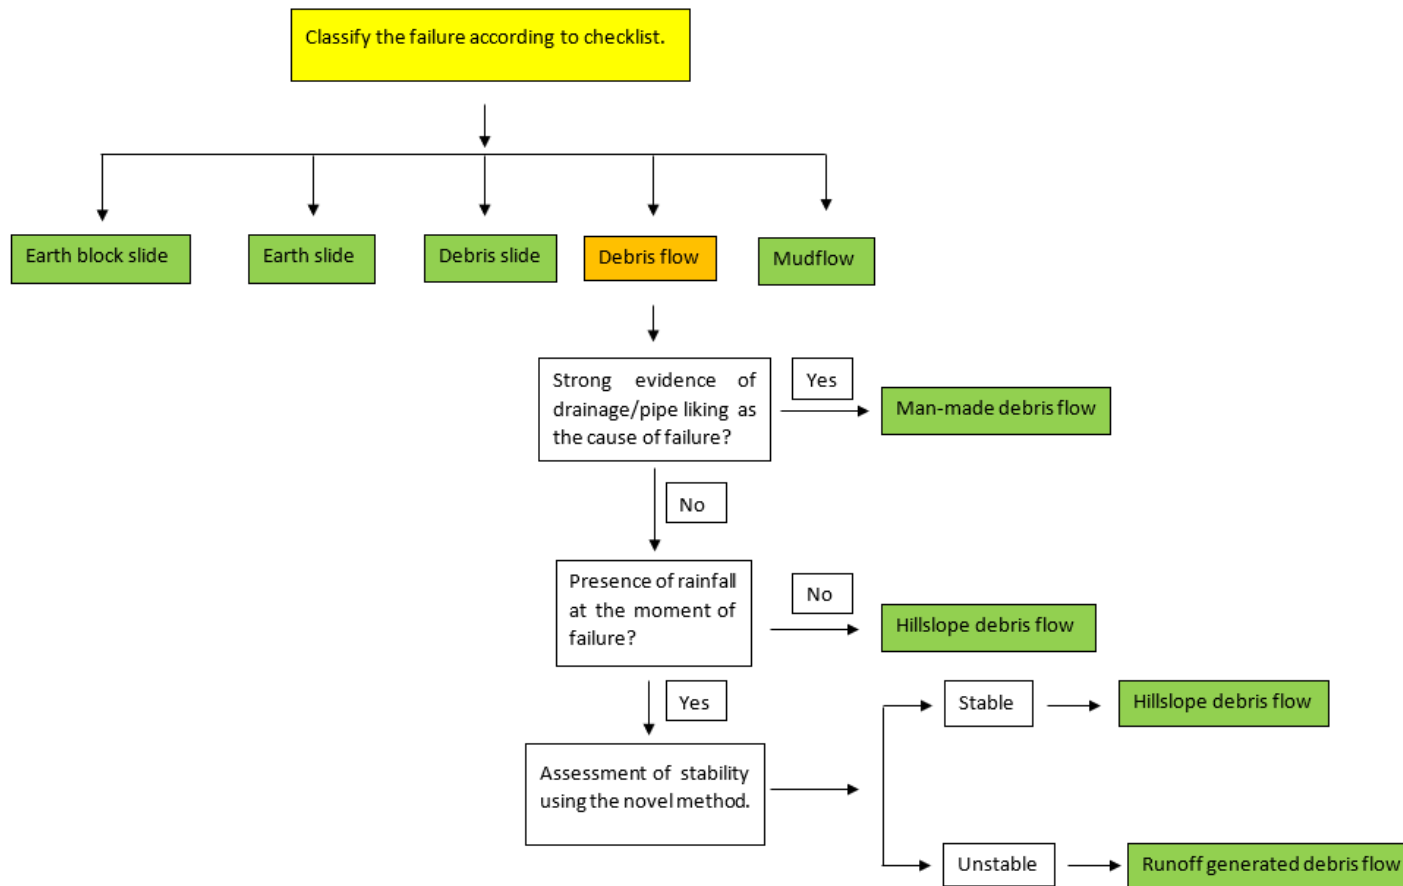 Classify the failure according to checklist.
Earth block slide
Earth slide
Debris slide
Debris flow
Mudflow
Strong evidence of
drainage/pipe liking as
the cause of failure?
Yes
Man-made debris flow
No
Presence of rainfall
at the moment of
failure?
No
Hillslope debris flow
Yes
Assessment of stability
using the novel method.
Stable
Hillslope debris flow
Unstable
Runoff generated debris flow